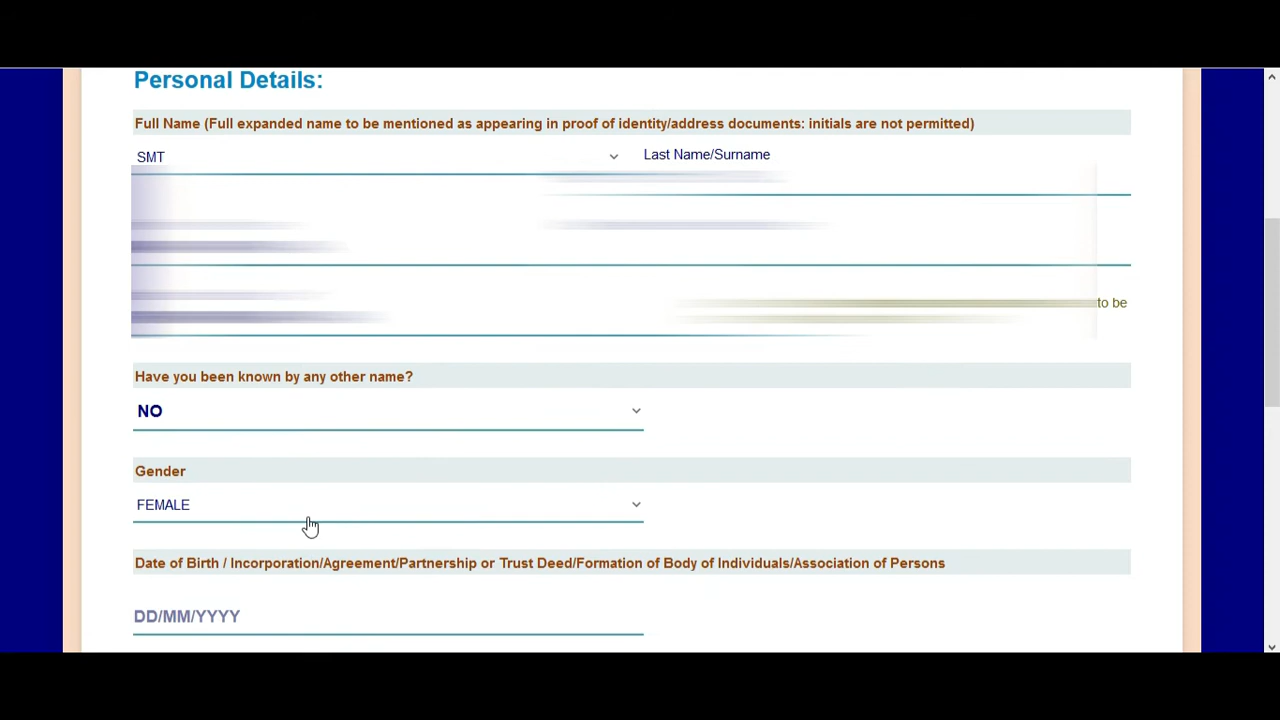 Personal Details:
Full Name (Full expanded name to be mentioned as appearing in proof of identity/address documents: initials are not permitted)
SMT
Last Name/Surname
to be
Have you been known by any other name?
NO
Gender
FEMALE
Date of Birth / Incorporation/Agreement/Partnership or Trust Deed/Formation of Body of Individuals/Association of Persons
DD/MM/YYYY